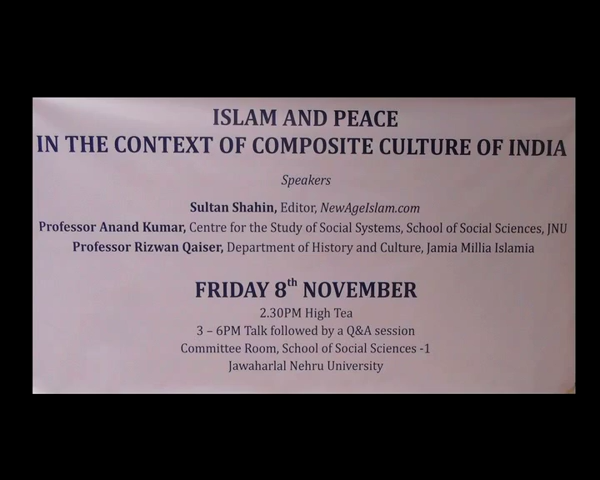 ISLAM AND PEACE
IN THE CONTEXT OF COMPOSITE CULTURE OF INDIA
Speakers
Sultan Shahin, Editor, NewAgeIslam.com
Professor Anand Kumar, Centre for the Study of Social Systems, School of Social Sciences, JNU
Professor Rizwan Qaiser, Department of History and Culture, Jamia Millia Islamia
FRIDAY 8th NOVEMBER
2.30PM High Tea
3 – 6PM Talk followed by a Q&A session
Committee Room, School of Social Sciences -1
Jawaharlal Nehru University